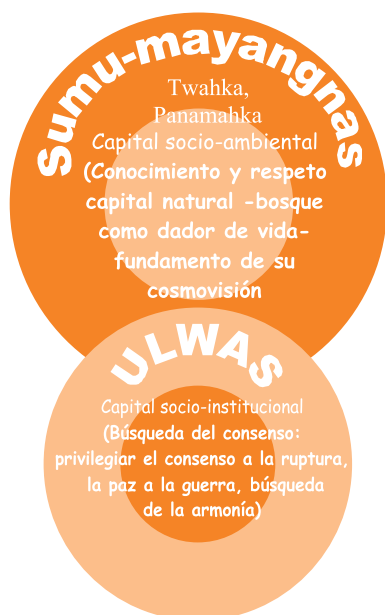 Sumu-mayangnas
Twahka,
Panamahka
Capital socio-ambiental
(Conocimiento y respeto
capital natural -bosque
como dador de vida-
fundamento de su
cosmovisión
ULWAS
Capital socio-institucional
(Búsqueda del consenso:
privilegiar el consenso a la ruptura,
la paz a la guerra, búsqueda
de la armonía)